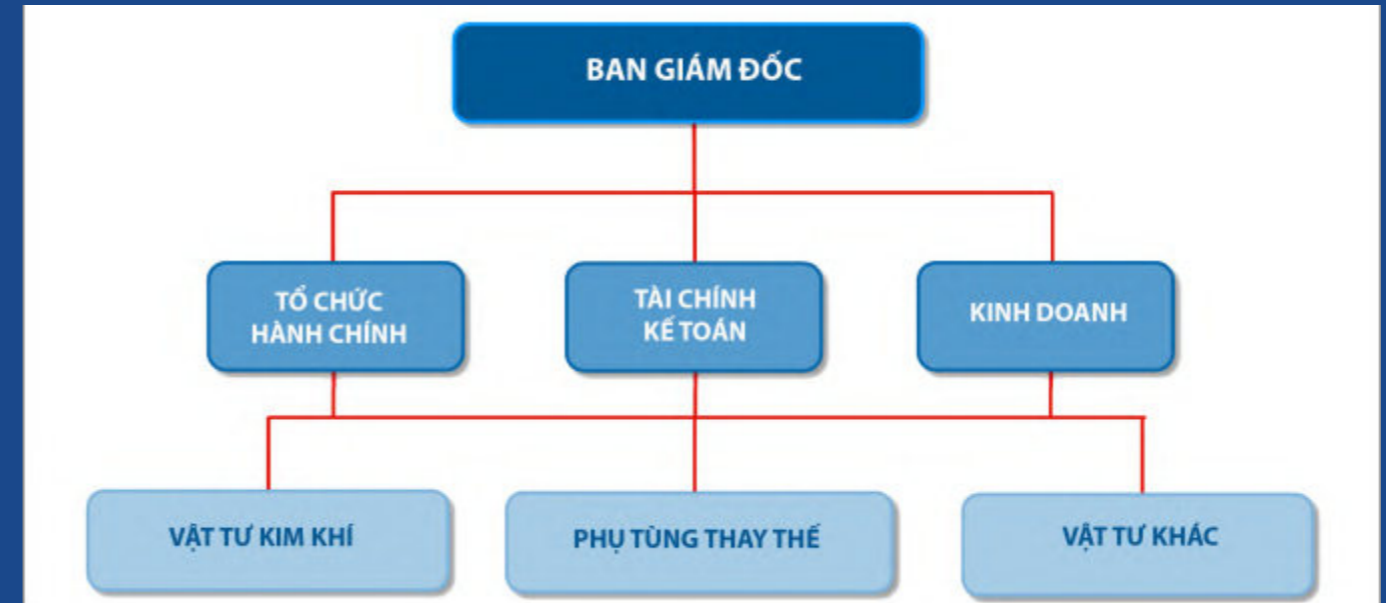 BAN GIÁM ĐỐC
TỔ CHỨC
HÀNH CHÍNH
TÀI CHÍNH
KẾ TOÁN
KINH DOANH
VẬT TƯ KIM KHÍ
PHỤ TÙNG THAY THẾ
VẬT TƯ KHÁC